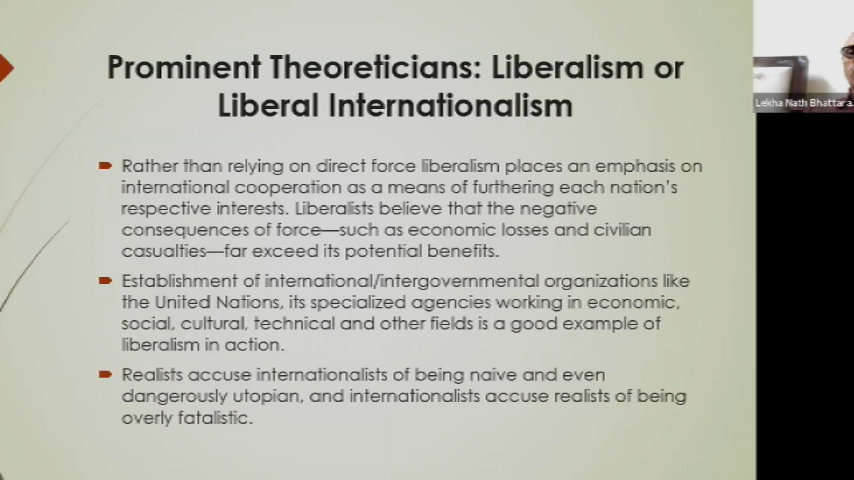 Prominent Theoreticians: Liberalism or
Liberal Internationalism
Rather than relying on direct force liberalism places an emphasis on
international cooperation as a means of furthering each nation's
respective interests. Liberalists believe that the negative
consequences of force—such as economic losses and civilian
casualties—far exceed its potential benefits.
Establishment of international/intergovernmental organizations like
the United Nations, its specialized agencies working in economic,
social, cultural, technical and other fields is a good example of
liberalism in action.
Realists accuse internationalists of being naive and even
dangerously utopian, and internationalists accuse realists of being
overly fatalistic.
Lekha Nath Bhattara